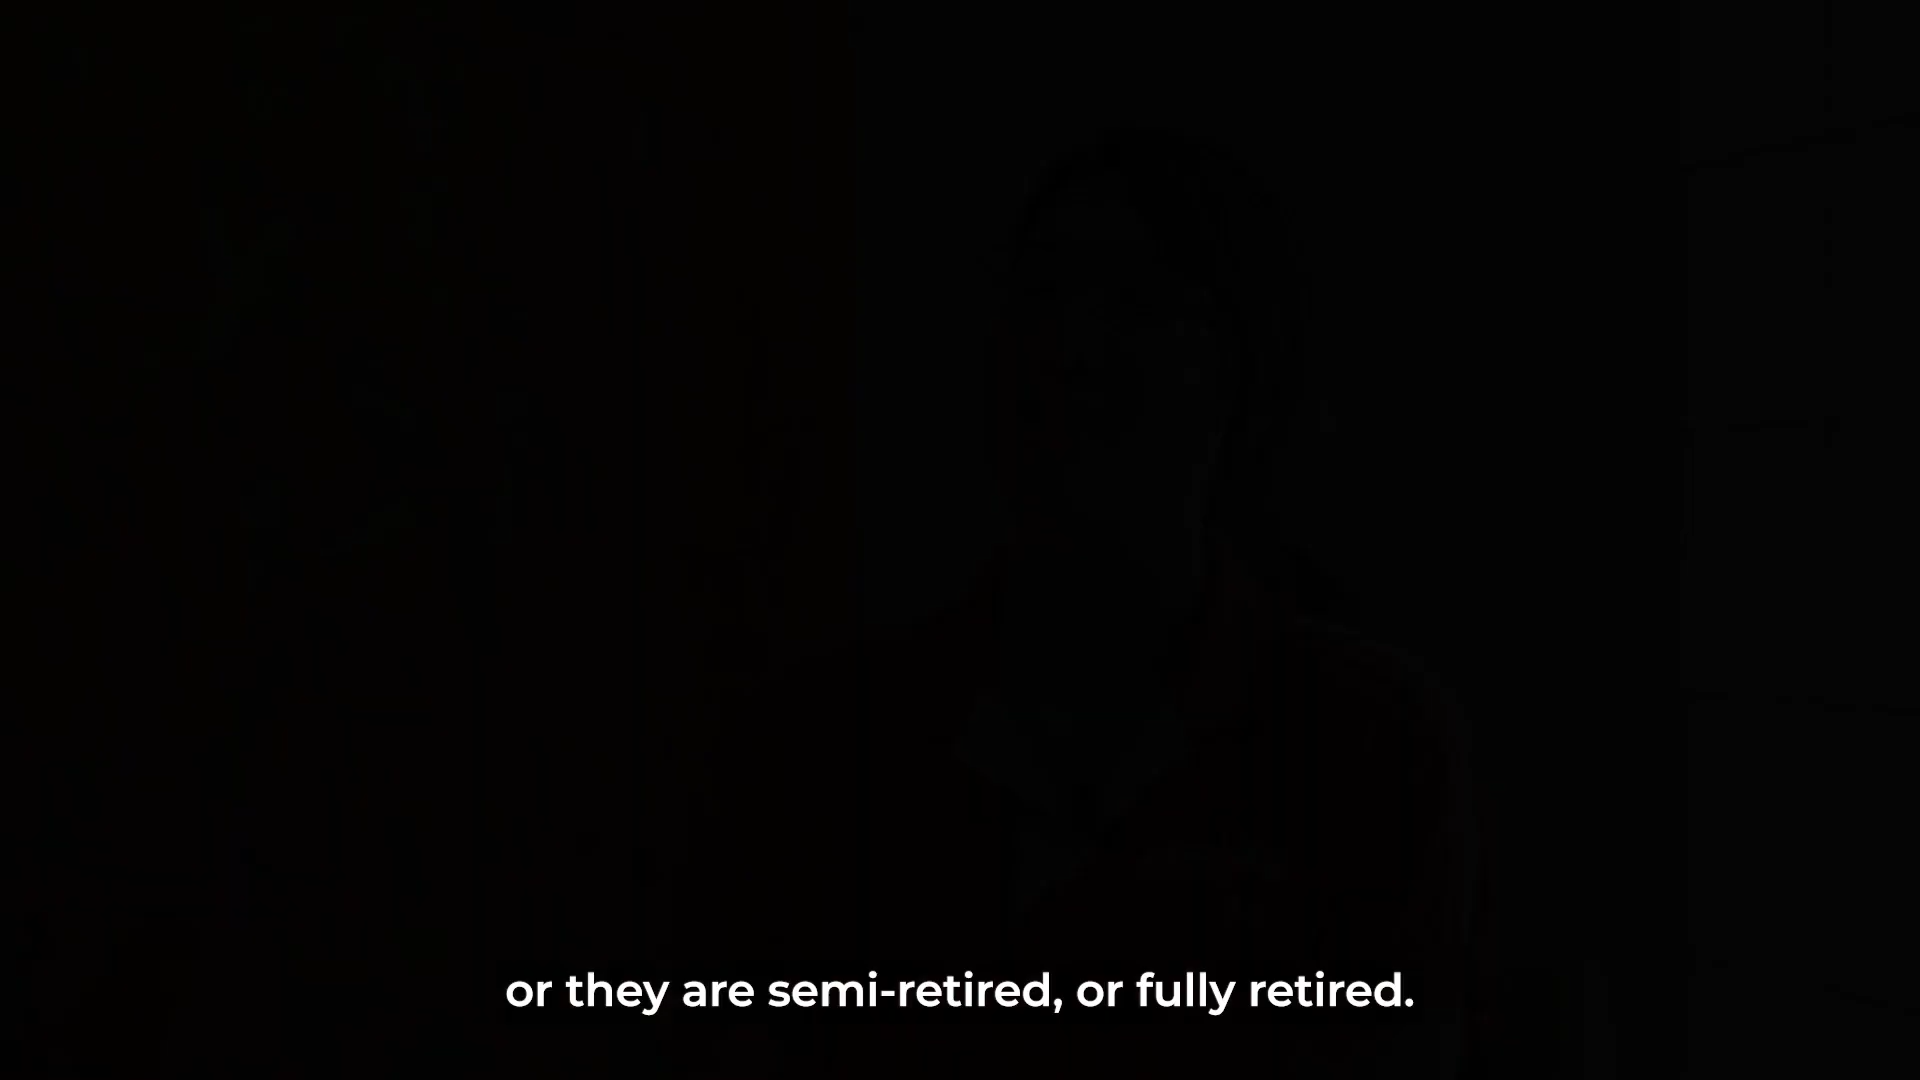 or they are semi-retired, or fully retired.